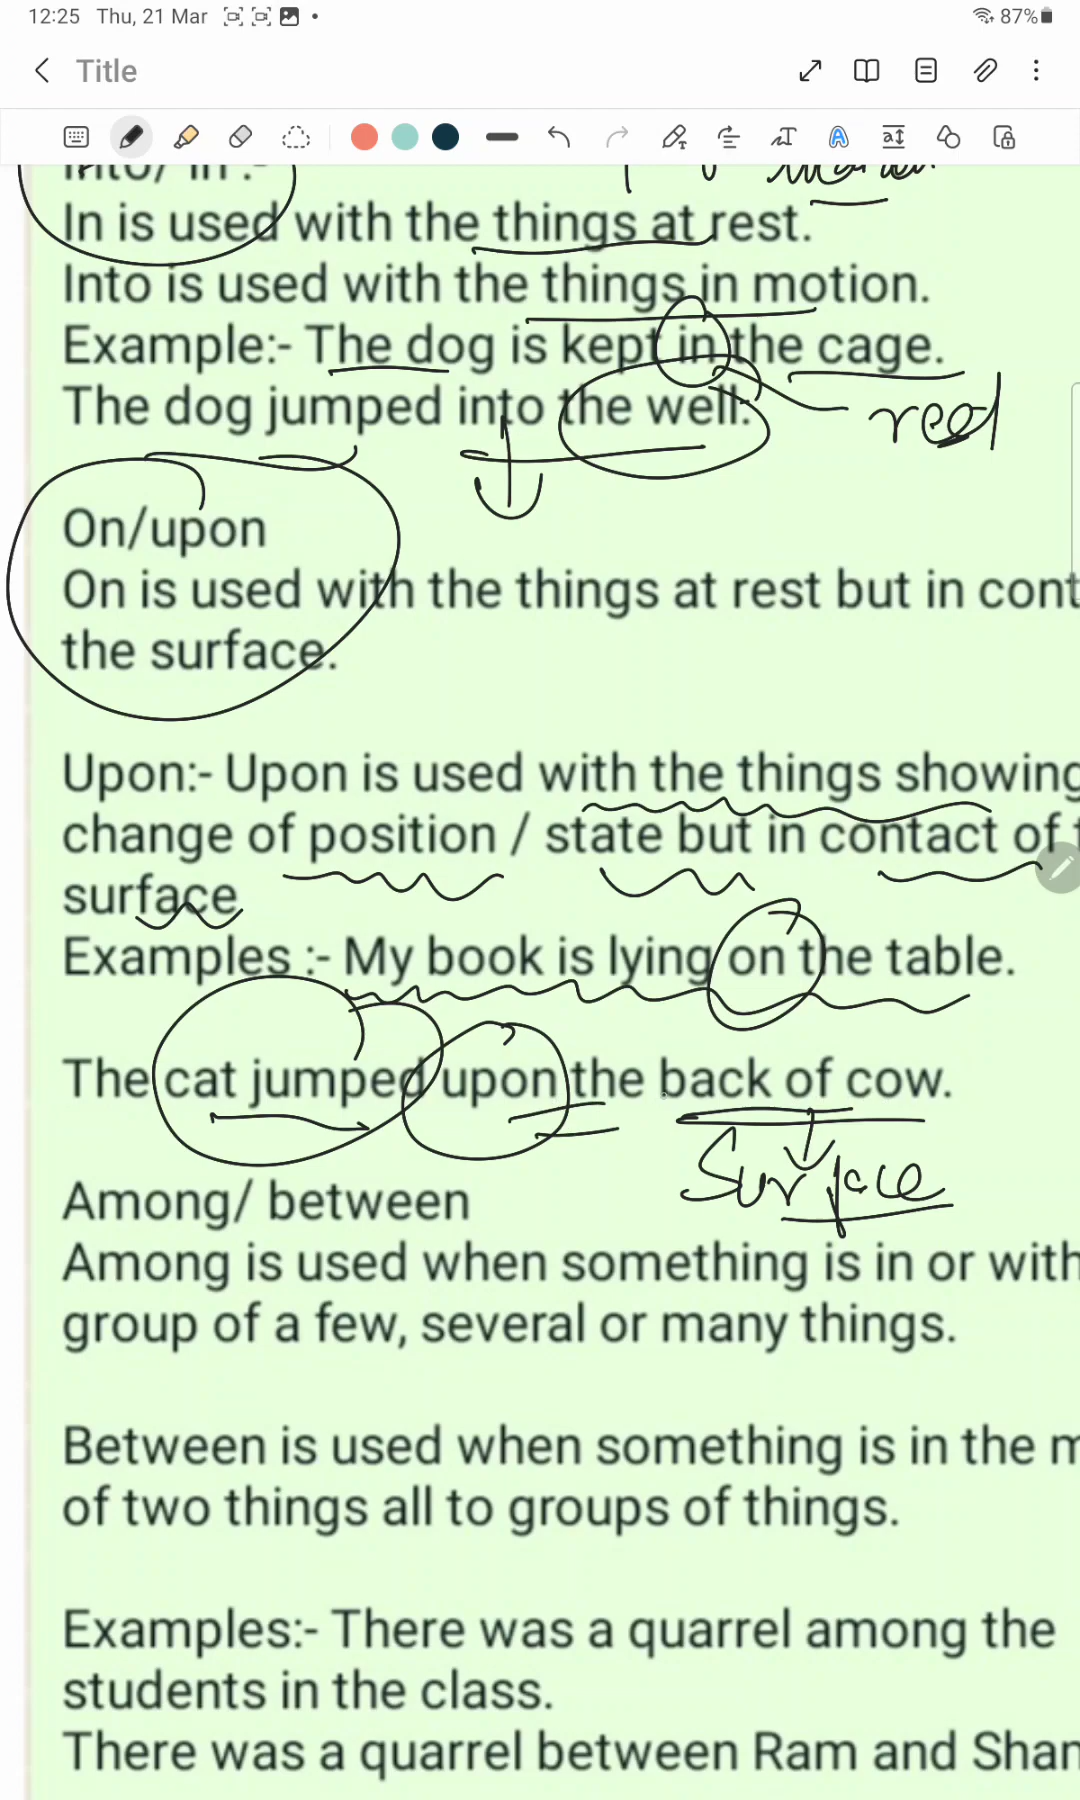 12:25 Thu, 21 Mar
87%
Title
Into/ in :-
In is used with the things at rest.
Into is used with the things in motion.
Example:- The dog is kept in the cage.
The dog jumped into the well.
On/upon
On is used with the things at rest but in cont
the surface.
Upon:- Upon is used with the things showing
change of position / state but in contact of t
surface
Examples :- My book is lying on the table.
The cat jumped upon the back of cow.
Surface
Among/ between
Among is used when something is in or with
group of a few, several or many things.
Between is used when something is in the m
of two things all to groups of things.
Examples:- There was a quarrel among the
students in the class.
There was a quarrel between Ram and Sham